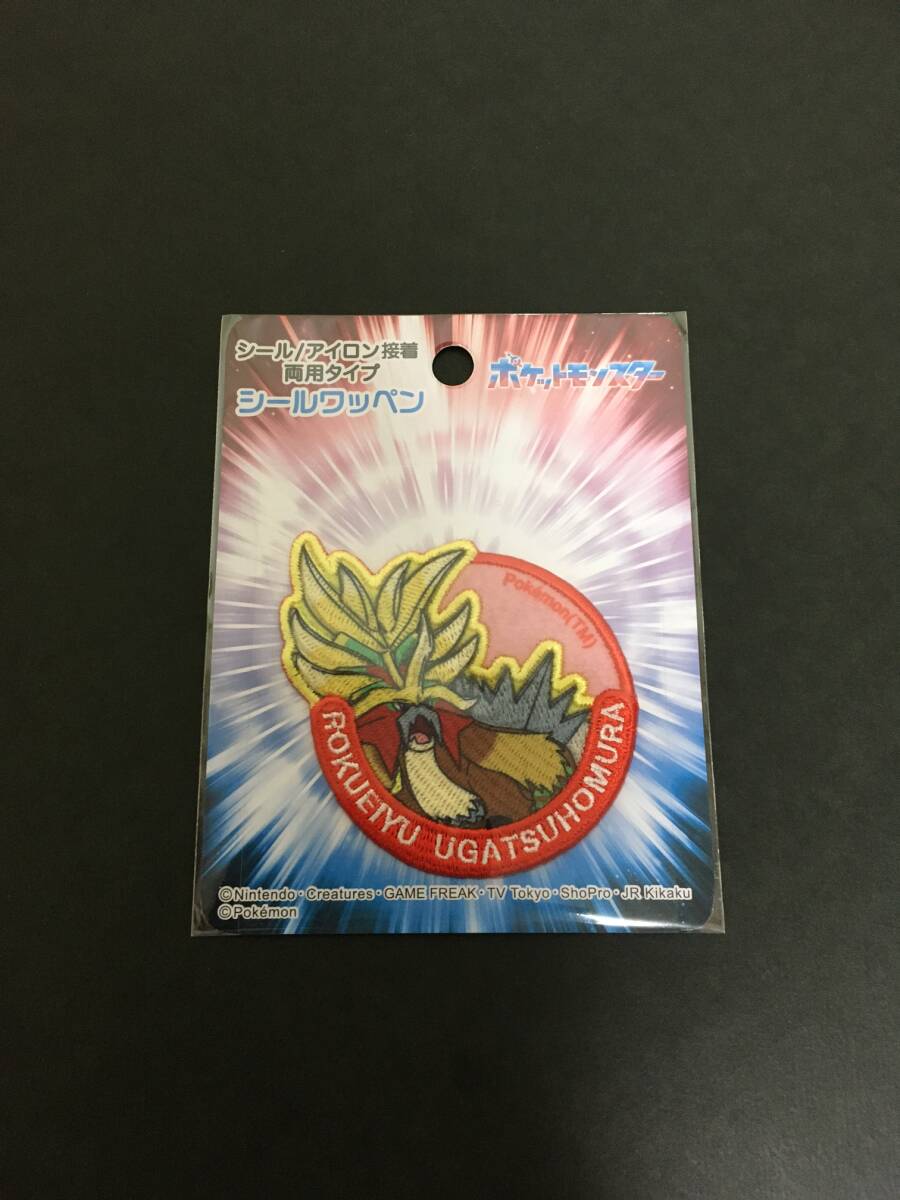 シール/アイロン接着
両用タイプ
シールワッペン
ポケットモンスター
Pokémon(TM)
ROKUEIYU UGATSUHOMURA
©Nintendo・Creatures・GAME FREAK・TV Tokyo・ShoPro・JR Kikaku
©Pokémon